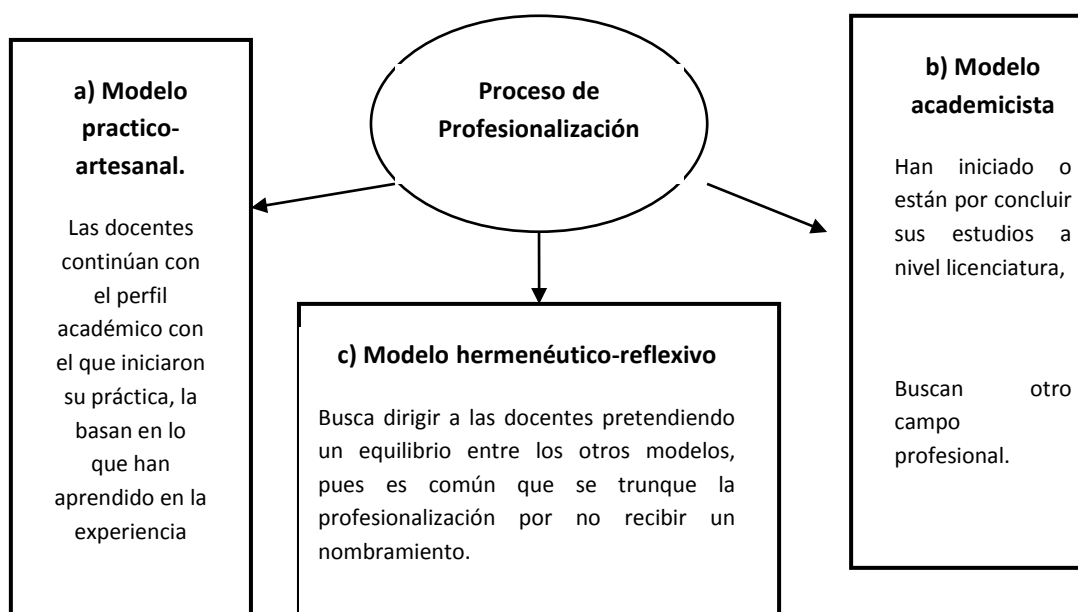 Proceso de
Profesionalización
a) Modelo
practico-
artesanal.
Las docentes
continúan con
el perfil
académico con
el que iniciaron
su práctica, la
basan en lo
que han
aprendido en la
experiencia
b) Modelo
academicista
Han iniciado o
están por concluir
sus estudios a
nivel licenciatura,
Buscan otro
campo
profesional.
c) Modelo hermenéutico-reflexivo
Busca dirigir a las docentes pretendiendo
un equilibrio entre los otros modelos,
pues es común que se trunque la
profesionalización por no recibir un
nombramiento.